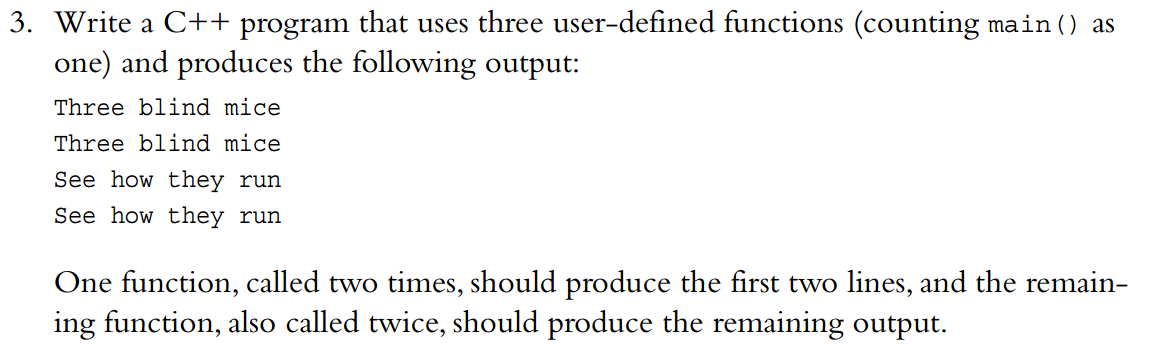 3. Write a C++ program that uses three user-defined functions (counting main() as
one) and produces the following output:
Three blind mice
Three blind mice
See how they run
See how they run
One function, called two times, should produce the first two lines, and the remain-
ing function, also called twice, should produce the remaining output.